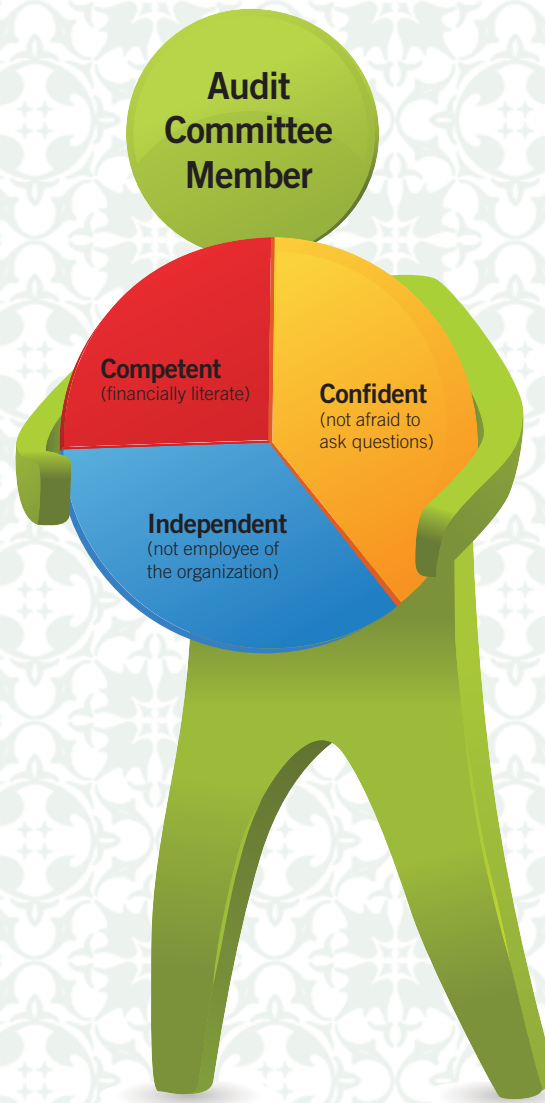 Audit
Committee
Member
Competent
(financially literate)
Confident
(not afraid to
ask questions)
Independent
(not employee of
the organization)